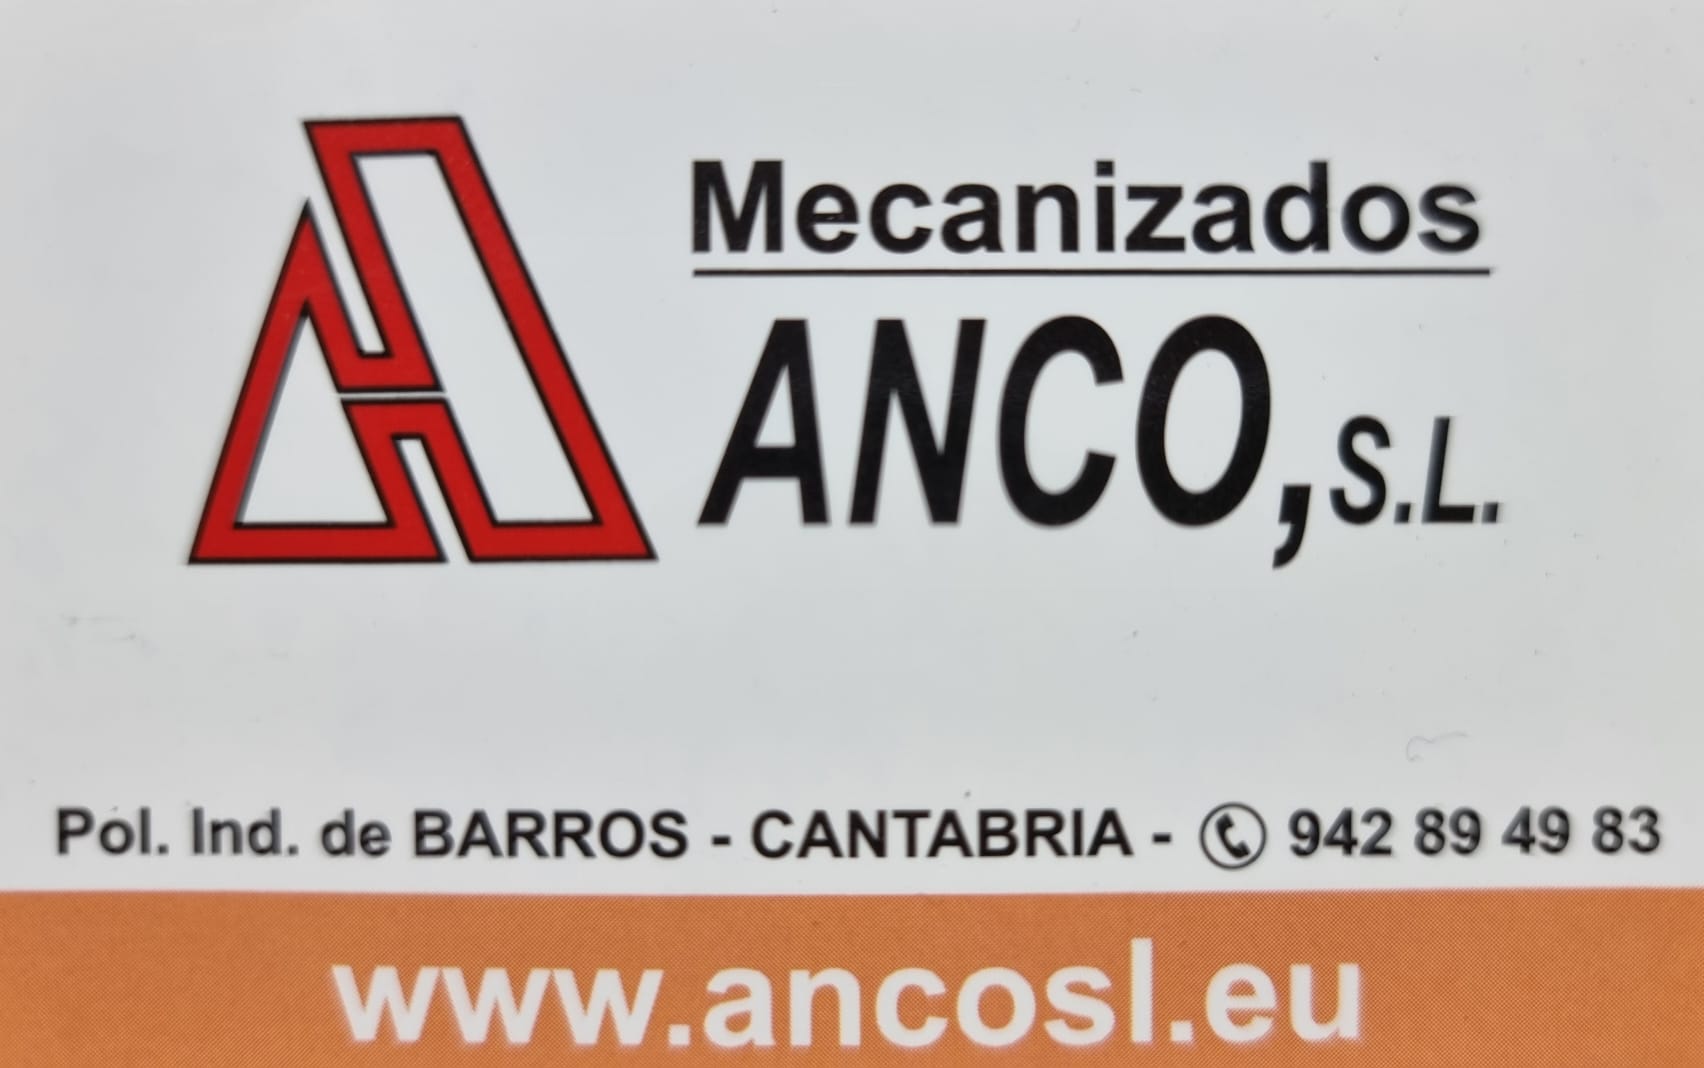 Mecanizados
ANCO, S.L.
Pol. Ind. de BARROS - CANTABRIA - 942 89 49 83
www.ancosl.eu